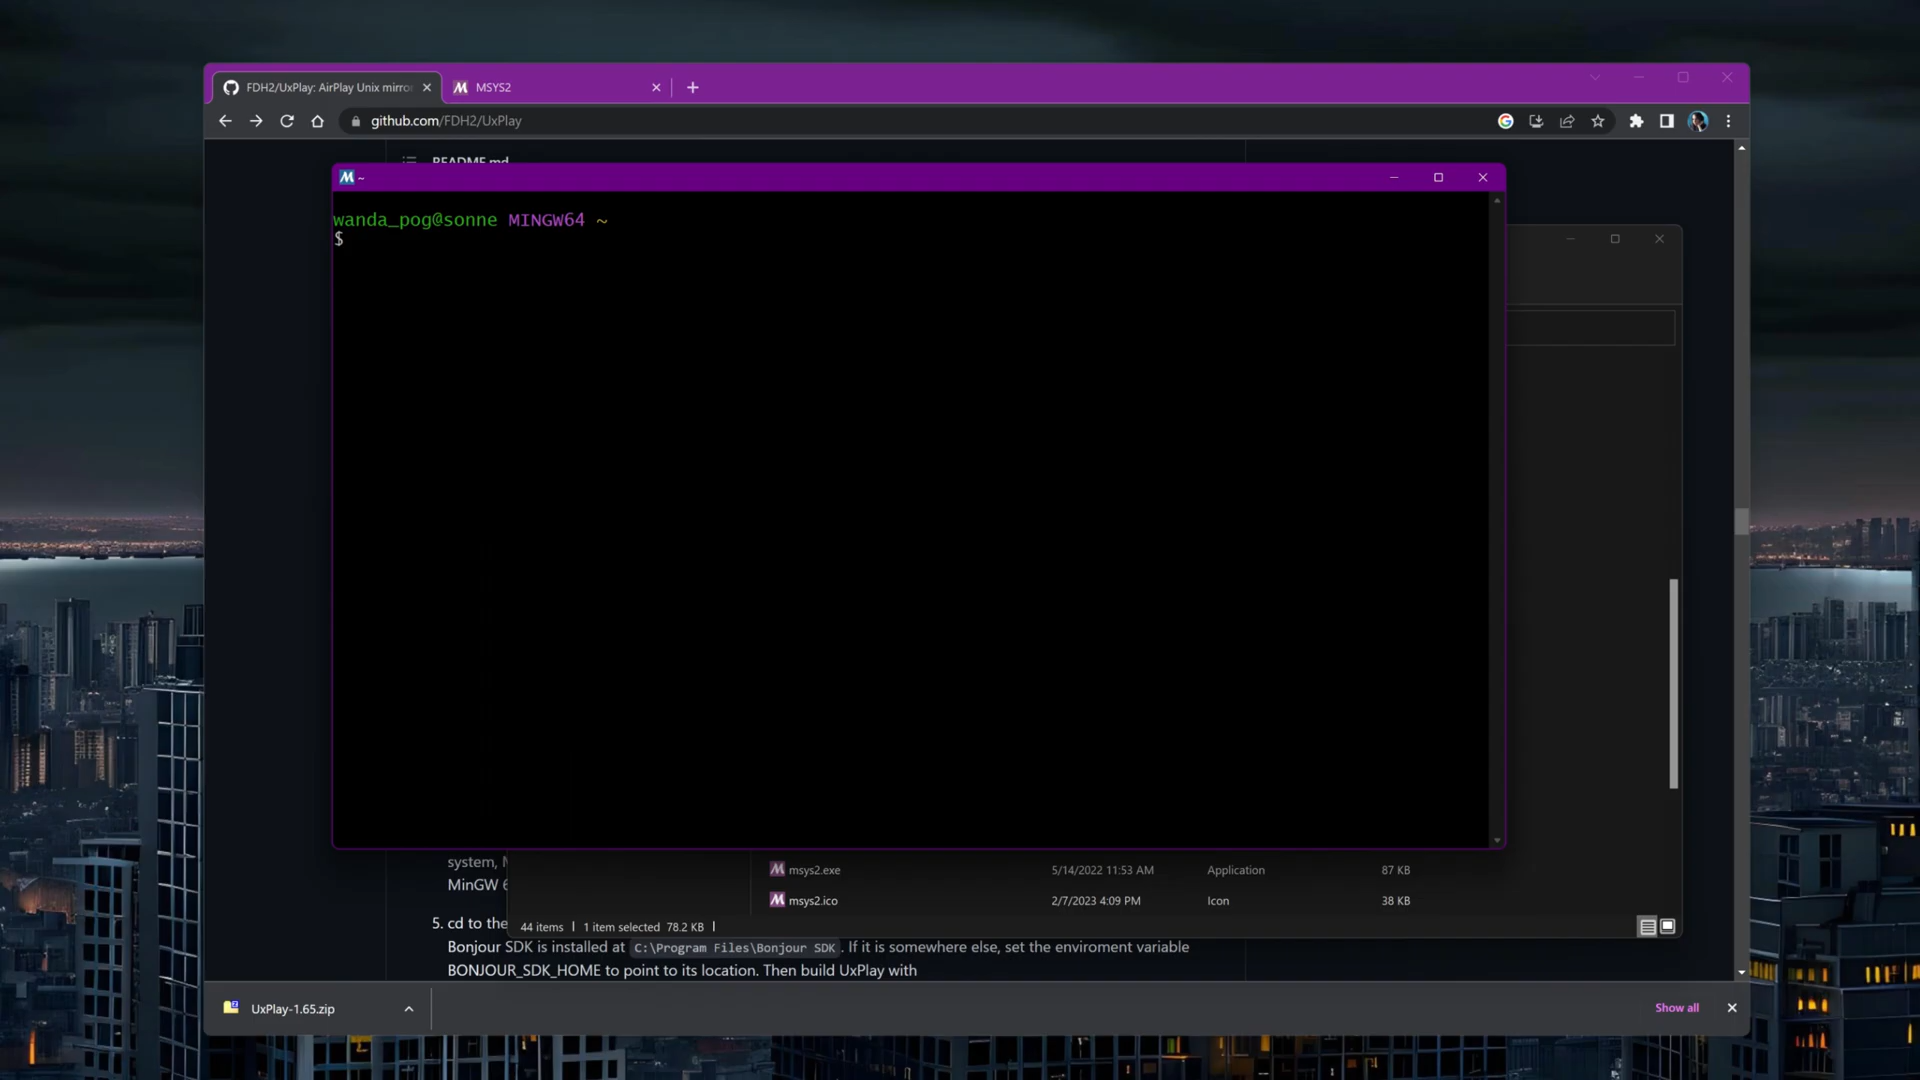 FDH2/UxPlay: AirPlay Unix mirror
MSYS2
github.com/FDH2/UxPlay
README.md
~
wanda_pog@sonne MINGW64 ~
$
msys2.exe 5/14/2022 11:53 AM Application 87 KB
msys2.ico 2/7/2023 4:09 PM Icon 38 KB
44 items 1 item selected 78.2 KB
system,
MinGW
5. cd to the
Bonjour SDK is installed at C:\Program Files\Bonjour SDK . If it is somewhere else, set the enviroment variable
BONJOUR_SDK_HOME to point to its location. Then build UxPlay with
UxPlay-1.65.zip
Show all